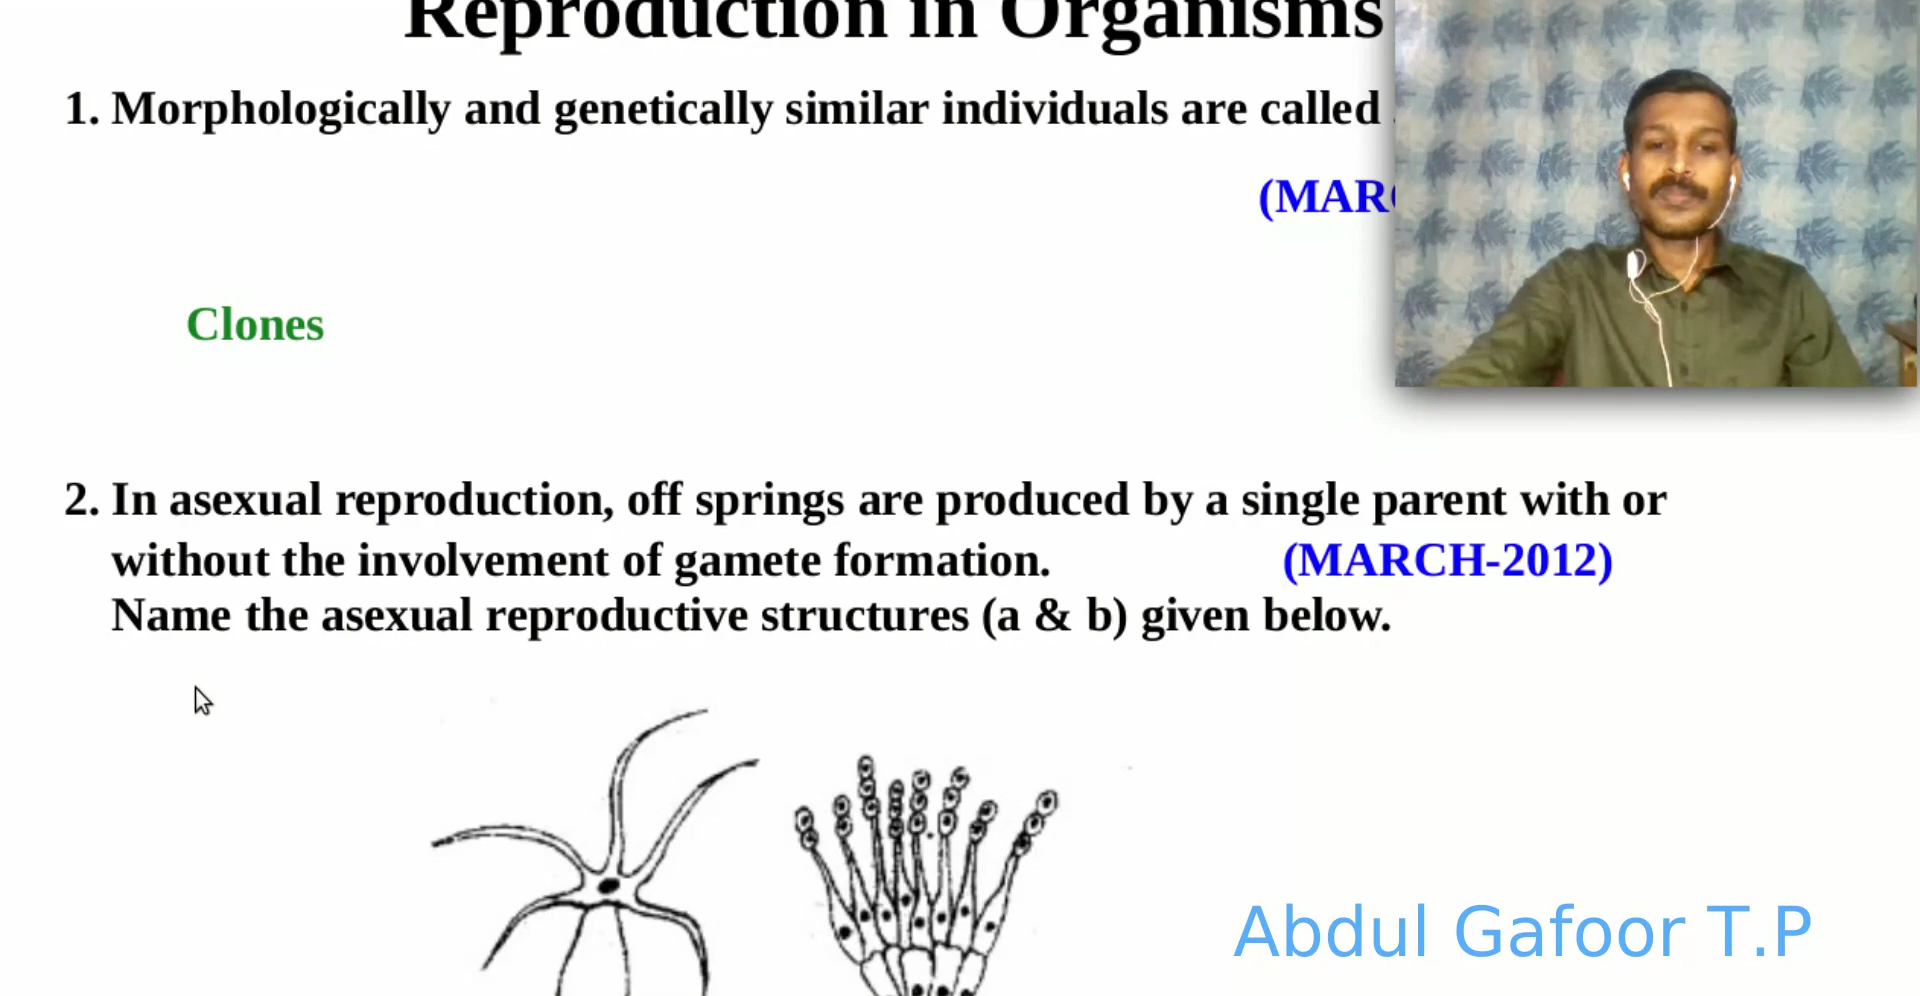 Reproduction in Organisms
1. Morphologically and genetically similar individuals are called
(MARC
Clones
2. In asexual reproduction, off springs are produced by a single parent with or
without the involvement of gamete formation. (MARCH-2012)
Name the asexual reproductive structures (a & b) given below.
Abdul Gafoor T.P